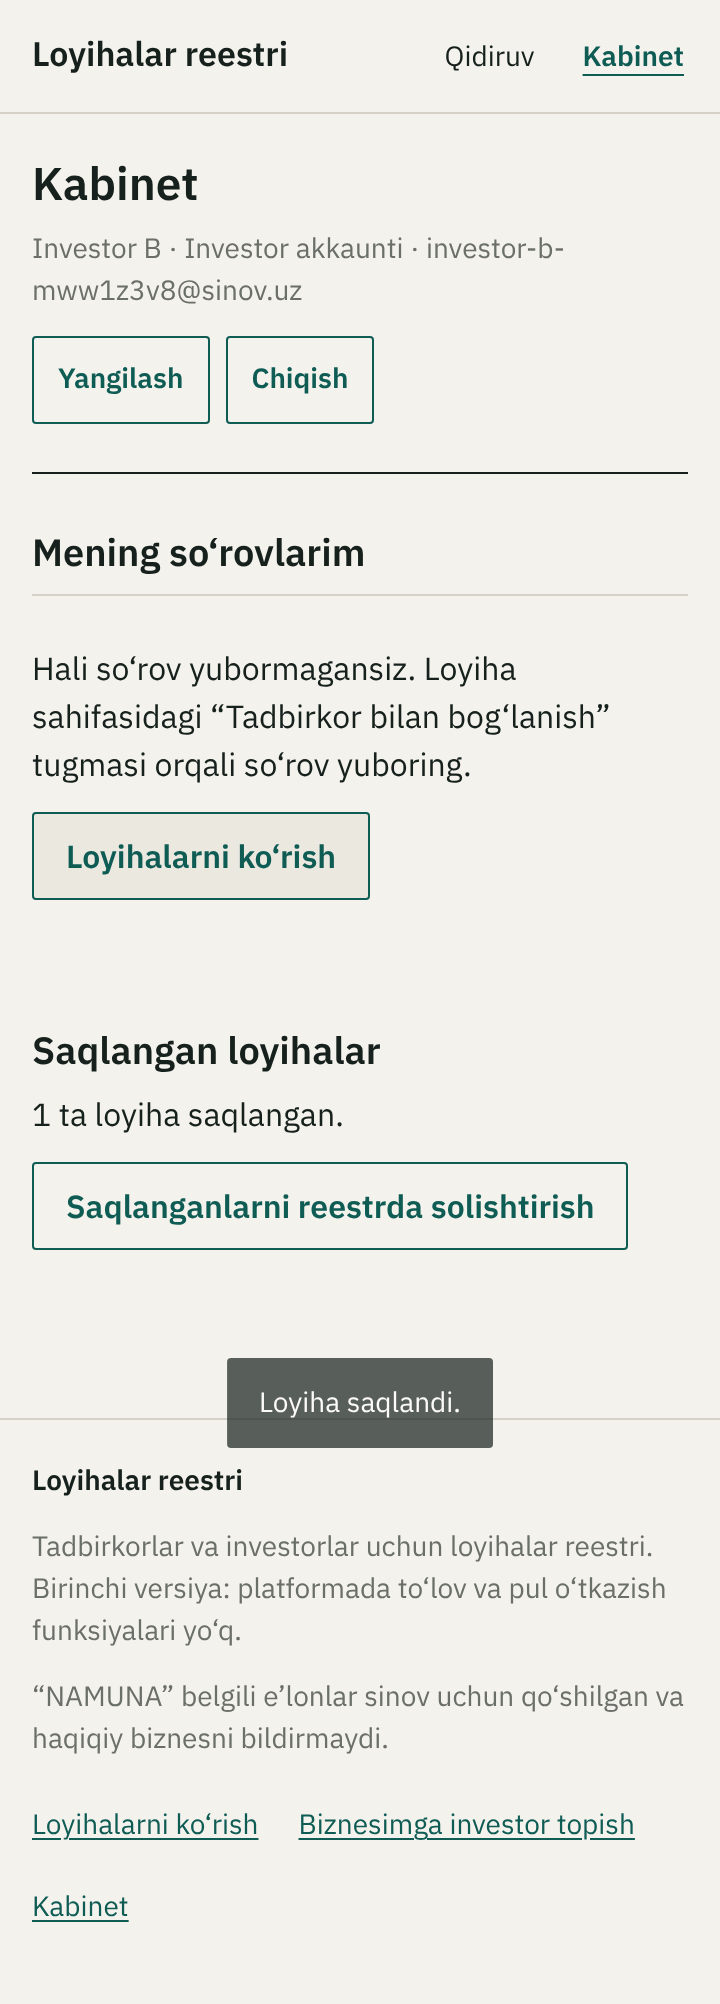 Loyihalar reestri
Qidiruv
Kabinet
Kabinet
Investor B · Investor akkaunti · investor-b-
mww1z3v8@sinov.uz
Yangilash
Chiqish
Mening so‘rovlarim
Hali so‘rov yubormagansiz. Loyiha
sahifasidagi “Tadbirkor bilan bog‘lanish”
tugmasi orqali so‘rov yuboring.
Loyihalarni ko‘rish
Saqlangan loyihalar
1 ta loyiha saqlangan.
Saqlanganlarni reestrda solishtirish
Loyiha saqlandi.
Loyihalar reestri
Tadbirkorlar va investorlar uchun loyihalar reestri.
Birinchi versiya: platformada to‘lov va pul o‘tkazish
funksiyalari yo‘q.
“NAMUNA” belgili e’lonlar sinov uchun qo‘shilgan va
haqiqiy biznesni bildirmaydi.
Loyihalarni ko‘rish
Biznesimga investor topish
Kabinet